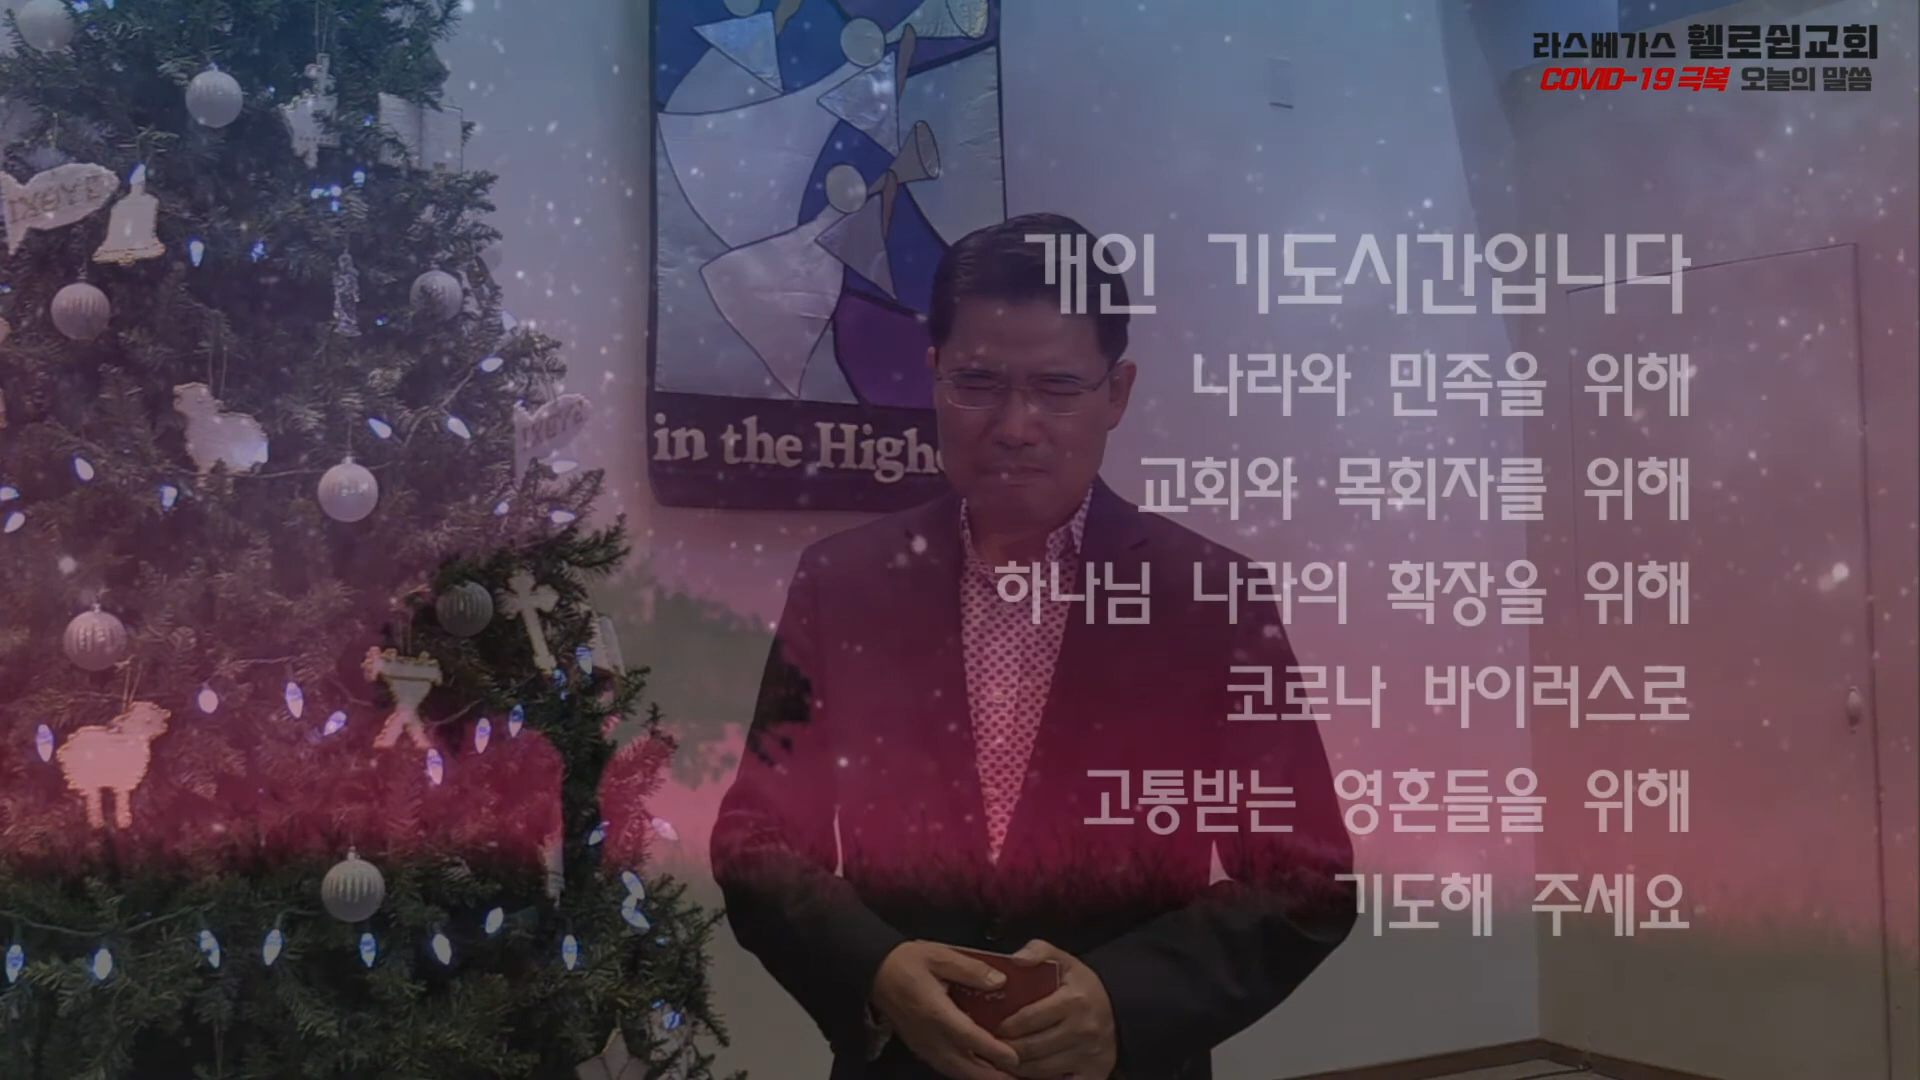 라스베가스 헬로쉽교회
COVID-19 극복 오늘의 말씀
ΙΧΘΥΣ
in the High
개인 기도시간입니다
나라와 민족을 위해
교회와 목회자를 위해
하나님 나라의 확장을 위해
코로나 바이러스로
고통받는 영혼들을 위해
기도해 주세요